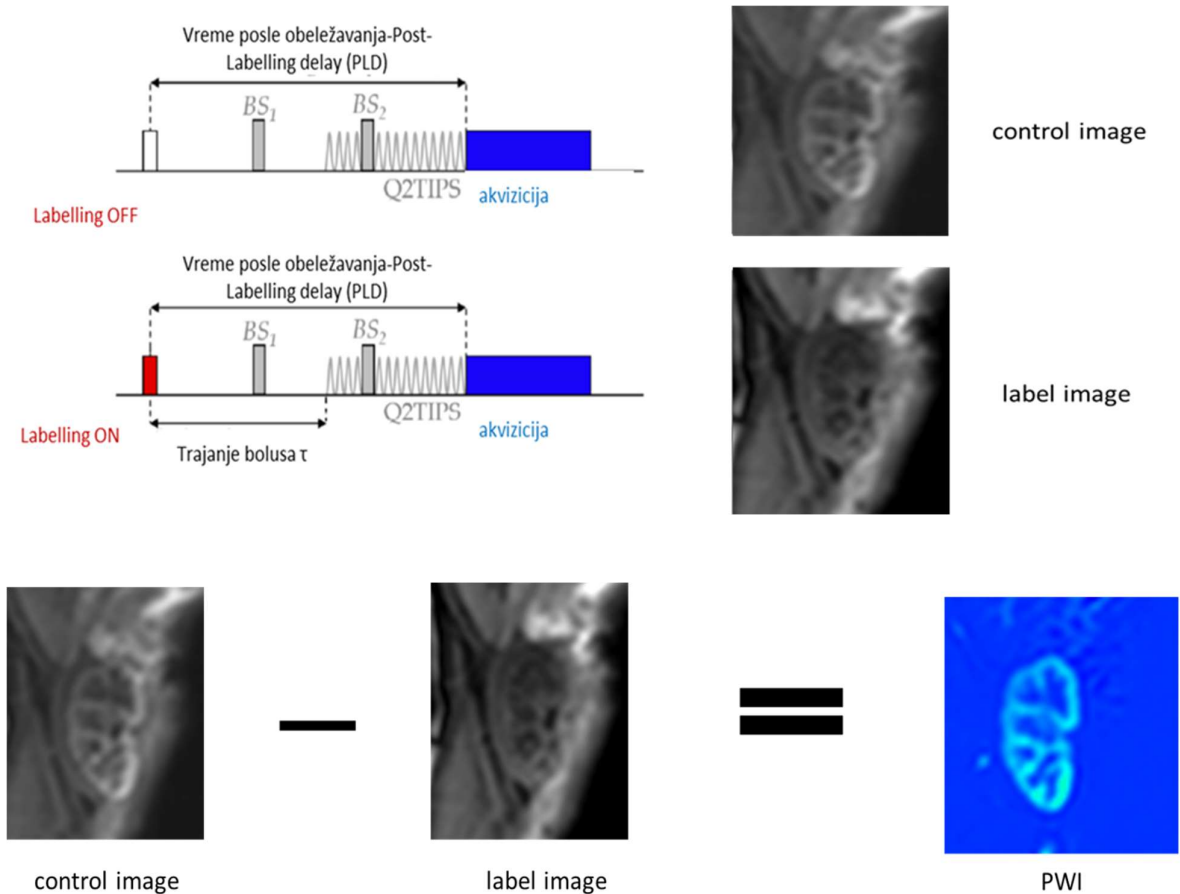 Vreme posle obeležavanja-Post-
Labelling delay (PLD)
BS1
BS2
Q2TIPS
akvizicija
Labelling OFF
control image
Vreme posle obeležavanja-Post-
Labelling delay (PLD)
BS1
BS2
Q2TIPS
Labelling ON
akvizicija
Trajanje bolusa τ
label image
control image
label image
PWI